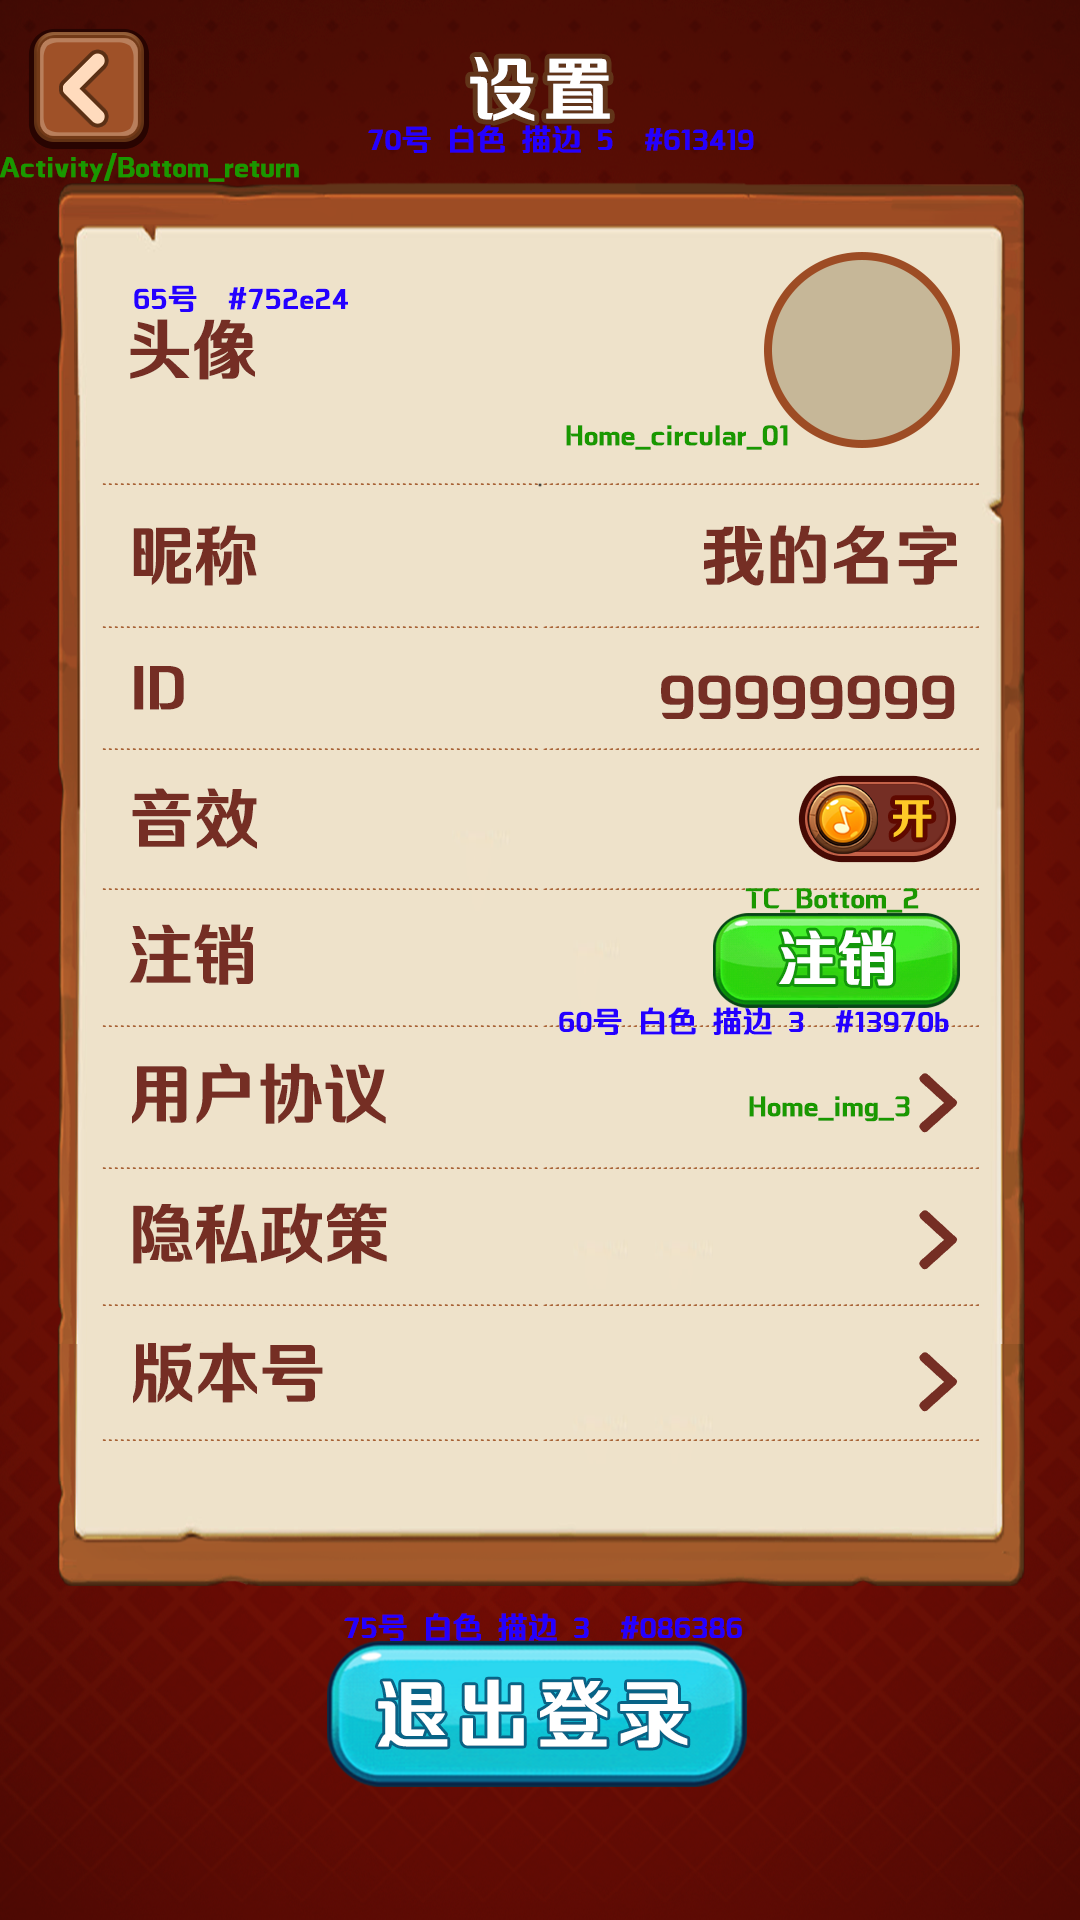 设置
70号 白色 描边 5 #613419
Activity/Bottom_return
65号 #752e24
头像
Home_circular_01
昵称 我的名字
ID 99999999
音效 开
TC_Bottom_2
注销 注销
60号 白色 描边 3 #13970b
用户协议 Home_img_3
隐私政策
版本号
75号 白色 描边 3 #086386
退出登录